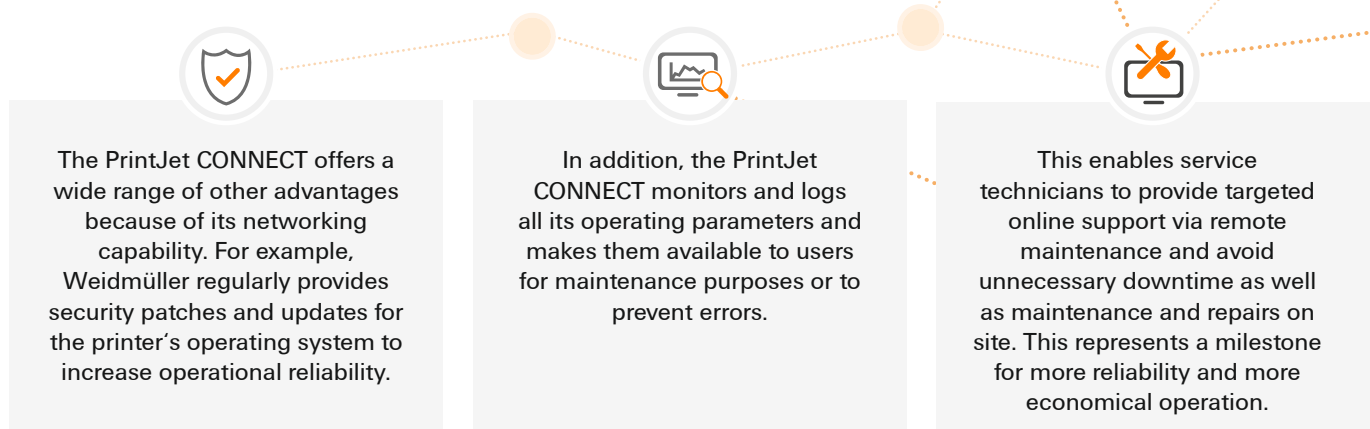 The PrintJet CONNECT offers a
wide range of other advantages
because of its networking
capability. For example,
Weidmüller regularly provides
security patches and updates for
the printer‘s operating system to
increase operational reliability.
In addition, the PrintJet
CONNECT monitors and logs
all its operating parameters and
makes them available to users
for maintenance purposes or to
prevent errors.
This enables service
technicians to provide targeted
online support via remote
maintenance and avoid
unnecessary downtime as well
as maintenance and repairs on
site. This represents a milestone
for more reliability and more
economical operation.